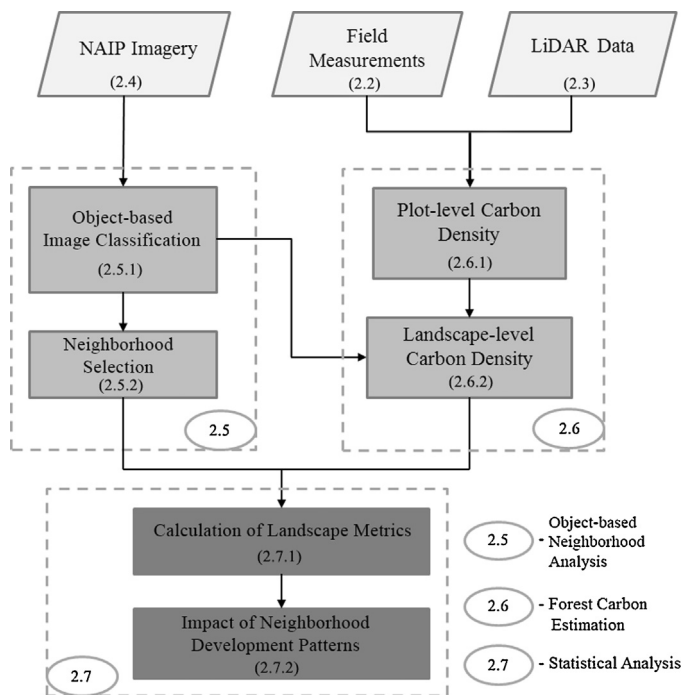 NAIP Imagery
(2.4)
Field
Measurements
(2.2)
LiDAR Data
(2.3)
Object-based
Image Classification
(2.5.1)
Neighborhood
Selection
(2.5.2)
2.5
Plot-level Carbon
Density
(2.6.1)
Landscape-level
Carbon Density
(2.6.2)
2.6
Calculation of Landscape Metrics
(2.7.1)
Impact of Neighborhood
Development Patterns
(2.7.2)
2.7
2.5 - Object-based
Neighborhood
Analysis
2.6 - Forest Carbon
Estimation
2.7 - Statistical Analysis